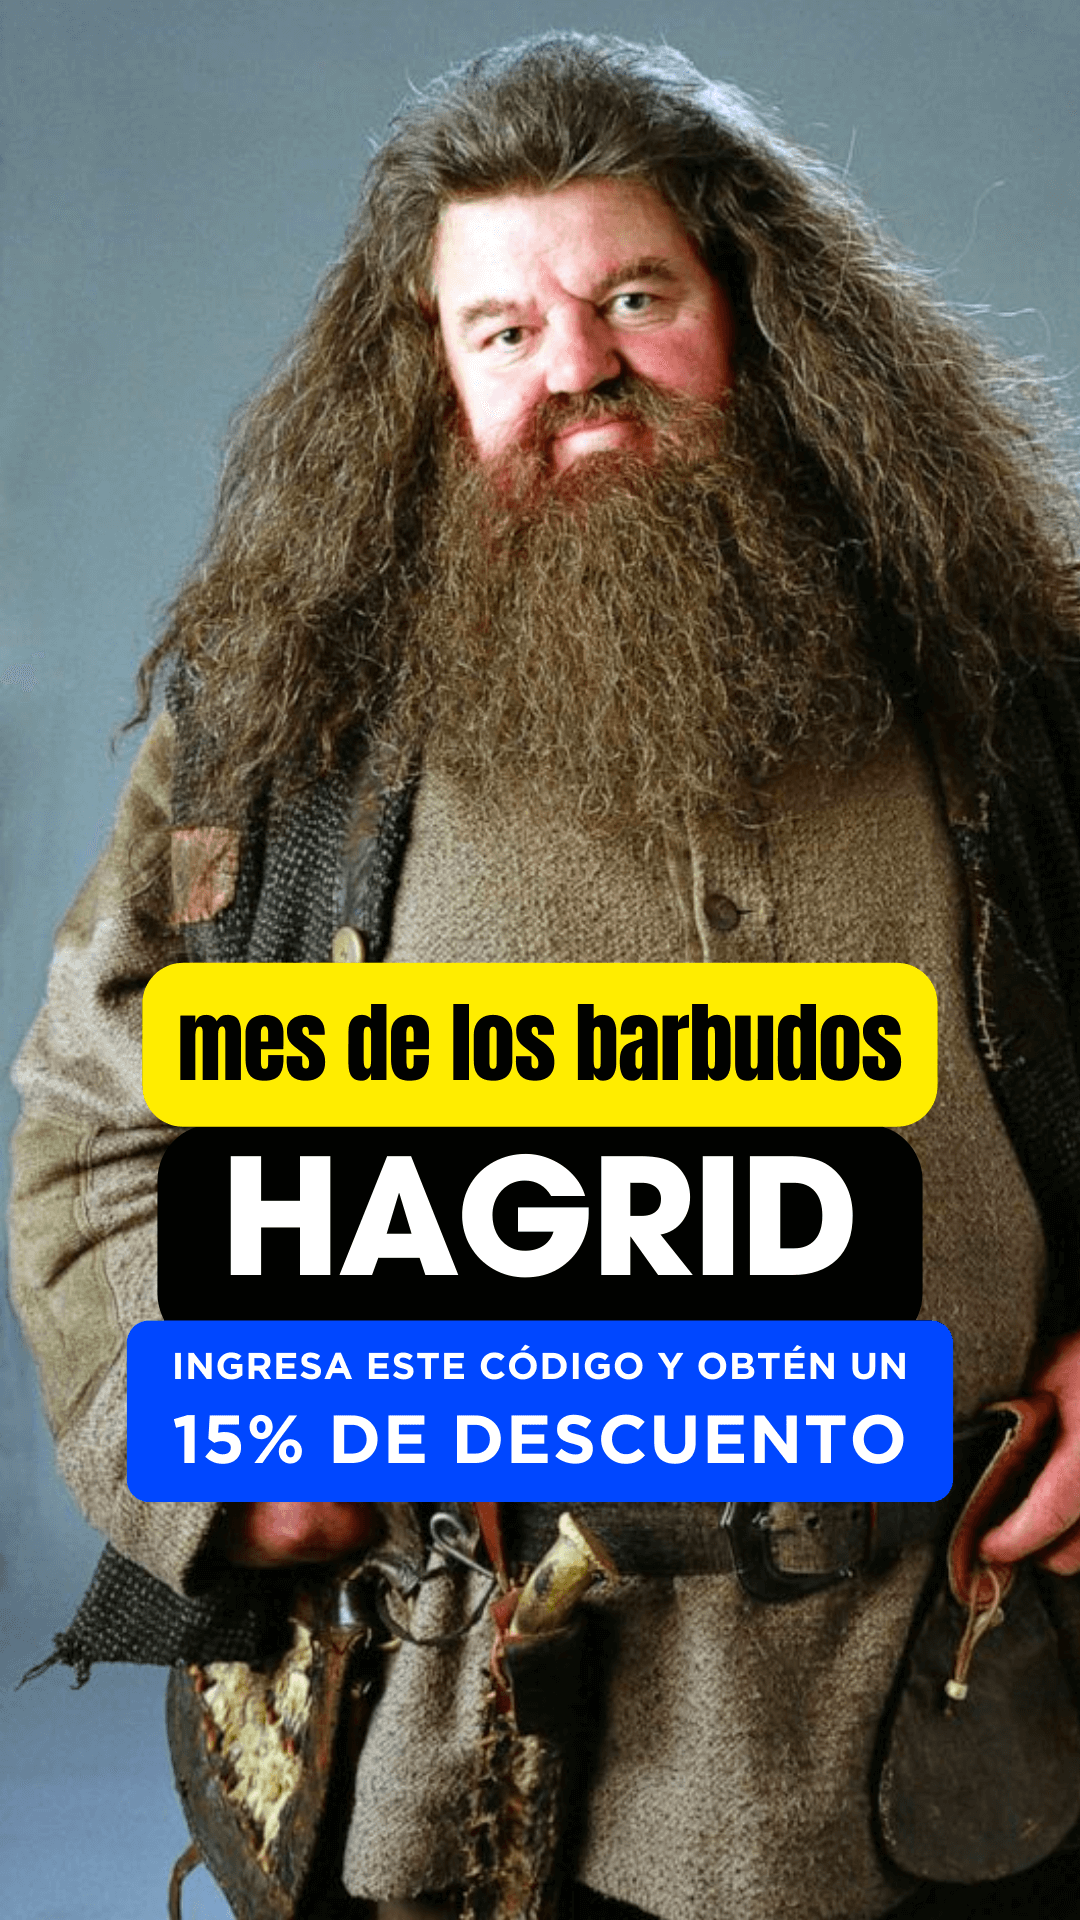 mes de los barbudos
HAGRID
INGRESA ESTE CÓDIGO Y OBTÉN UN
15% DE DESCUENTO